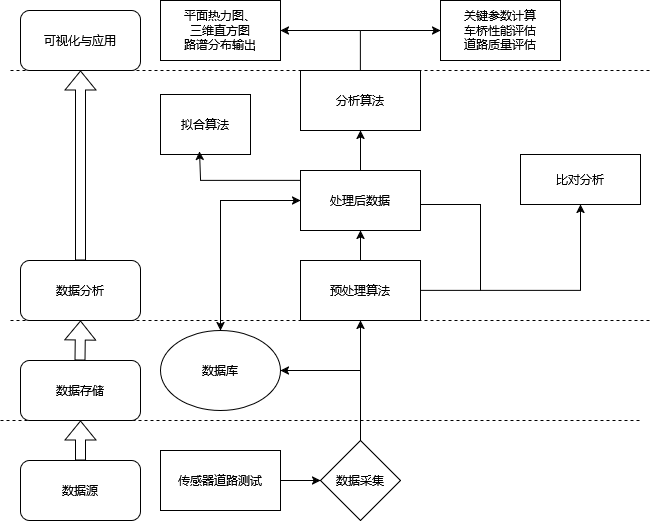 可视化与应用
平面热力图、
三维直方图
路谱分布输出
关键参数计算
车桥性能评估
道路质量评估
分析算法
拟合算法
比对分析
处理后数据
数据分析
预处理算法
数据库
数据存储
数据源
传感器道路测试
数据采集